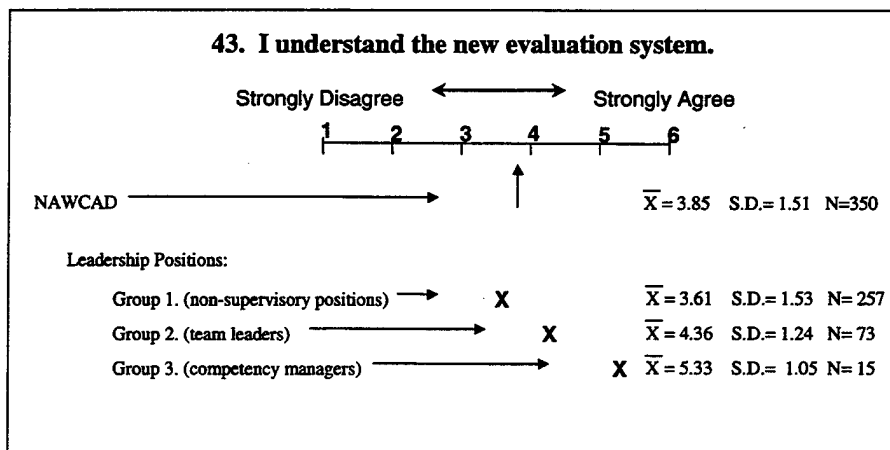 43. I understand the new evaluation system.
Strongly Disagree Strongly Agree
1 2 3 4 5 6
NAWCAD X̄ = 3.85 S.D.= 1.51 N=350
Leadership Positions:
Group 1. (non-supervisory positions) X X̄ = 3.61 S.D.= 1.53 N= 257
Group 2. (team leaders) X X̄ = 4.36 S.D.= 1.24 N= 73
Group 3. (competency managers) X X̄ = 5.33 S.D.= 1.05 N= 15